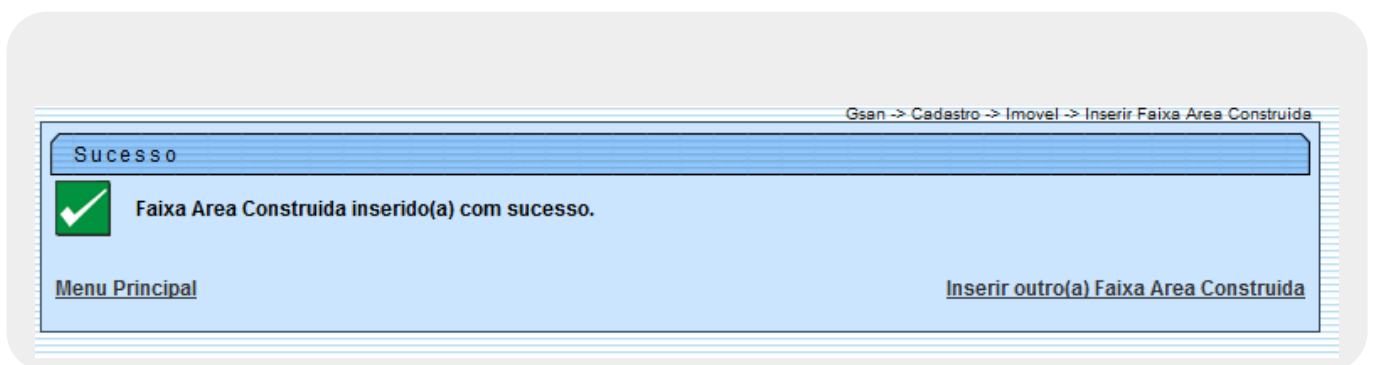 Gsan -> Cadastro -> Imovel -> Inserir Faixa Area Construida
Sucesso
Faixa Area Construida inserido(a) com sucesso.
Menu Principal
Inserir outro(a) Faixa Area Construida